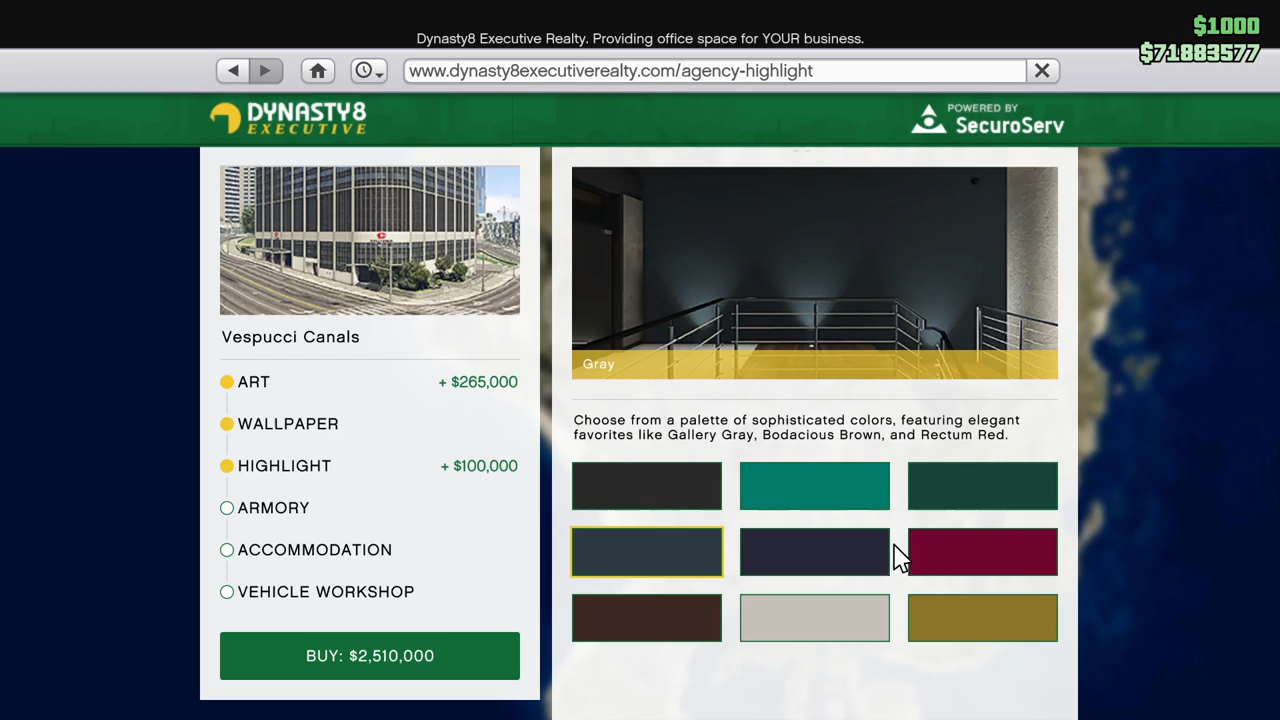 $1000
Dynasty8 Executive Realty. Providing office space for YOUR business.
$71883577
www.dynasty8executiverealty.com/agency-highlight
DYNASTY8
EXECUTIVE
POWERED BY
SecuroServ
Vespucci Canals
ART + $265,000
WALLPAPER
HIGHLIGHT + $100,000
ARMORY
ACCOMMODATION
VEHICLE WORKSHOP
BUY: $2,510,000
Gray
Choose from a palette of sophisticated colors, featuring elegant
favorites like Gallery Gray, Bodacious Brown, and Rectum Red.